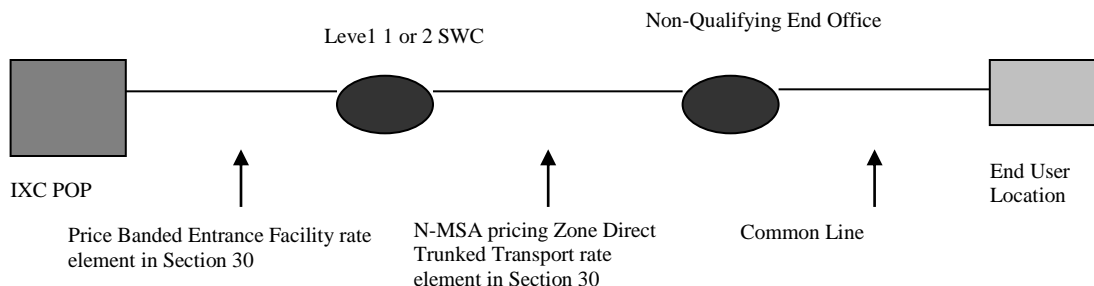 Non-Qualifying End Office
Leve1 1 or 2 SWC
IXC POP
End User
Location
Price Banded Entrance Facility rate
element in Section 30
N-MSA pricing Zone Direct
Trunked Transport rate
element in Section 30
Common Line